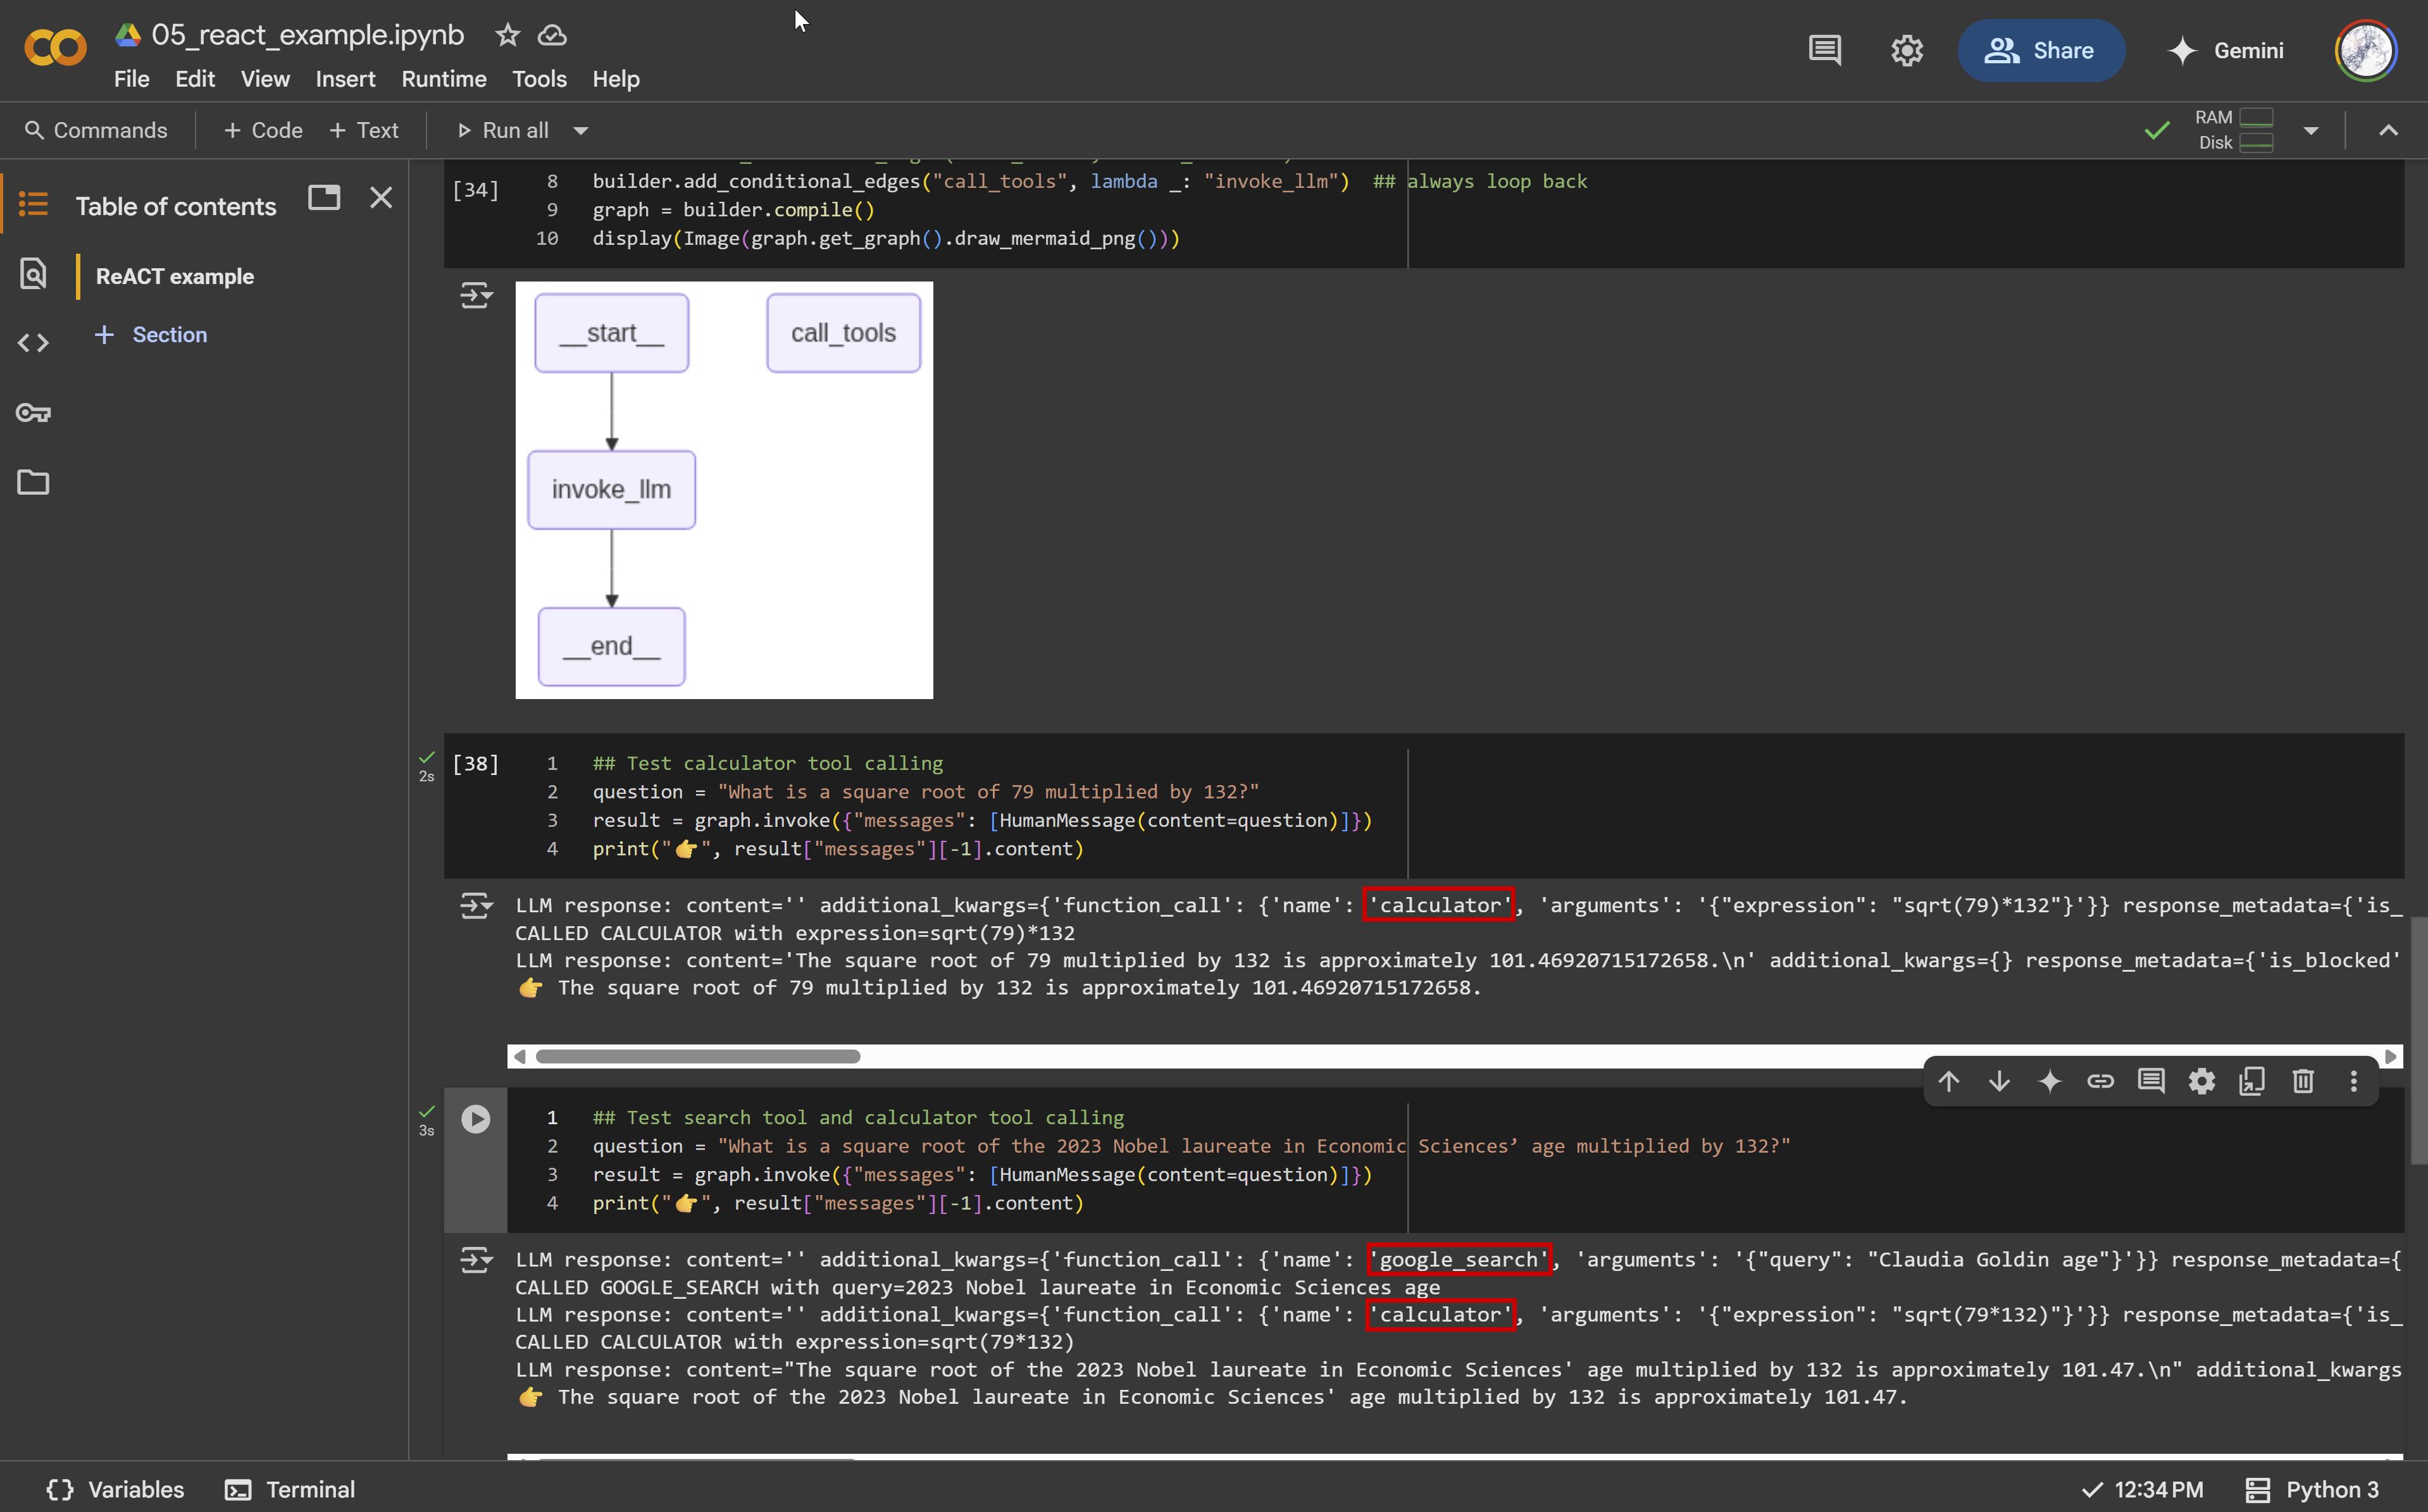 05_react_example.ipynb
File Edit View Insert Runtime Tools Help
Share
Gemini
Commands
+ Code + Text
Run all
RAM
Disk
Table of contents
ReACT example
+ Section
[34]
8 builder.add_conditional_edges("call_tools", lambda _: "invoke_llm") ## always loop back
9 graph = builder.compile()
10 display(Image(graph.get_graph().draw_mermaid_png()))
__start__
call_tools
invoke_llm
__end__
2s
[38]
1 ## Test calculator tool calling
2 question = "What is a square root of 79 multiplied by 132?"
3 result = graph.invoke({"messages": [HumanMessage(content=question)]})
4 print("👉", result["messages"][-1].content)
LLM response: content='' additional_kwargs={'function_call': {'name': 'calculator', 'arguments': '{"expression": "sqrt(79)*132"}'}} response_metadata={'is_
CALLED CALCULATOR with expression=sqrt(79)*132
LLM response: content='The square root of 79 multiplied by 132 is approximately 101.46920715172658.\n' additional_kwargs={} response_metadata={'is_blocked'
👉 The square root of 79 multiplied by 132 is approximately 101.46920715172658.
3s
1 ## Test search tool and calculator tool calling
2 question = "What is a square root of the 2023 Nobel laureate in Economic Sciences’ age multiplied by 132?"
3 result = graph.invoke({"messages": [HumanMessage(content=question)]})
4 print("👉", result["messages"][-1].content)
LLM response: content='' additional_kwargs={'function_call': {'name': 'google_search', 'arguments': '{"query": "Claudia Goldin age"}'}} response_metadata={
CALLED GOOGLE_SEARCH with query=2023 Nobel laureate in Economic Sciences age
LLM response: content='' additional_kwargs={'function_call': {'name': 'calculator', 'arguments': '{"expression": "sqrt(79*132)"}'}} response_metadata={'is_
CALLED CALCULATOR with expression=sqrt(79*132)
LLM response: content="The square root of the 2023 Nobel laureate in Economic Sciences' age multiplied by 132 is approximately 101.47.\n" additional_kwargs
👉 The square root of the 2023 Nobel laureate in Economic Sciences' age multiplied by 132 is approximately 101.47.
Variables
Terminal
12:34 PM
Python 3